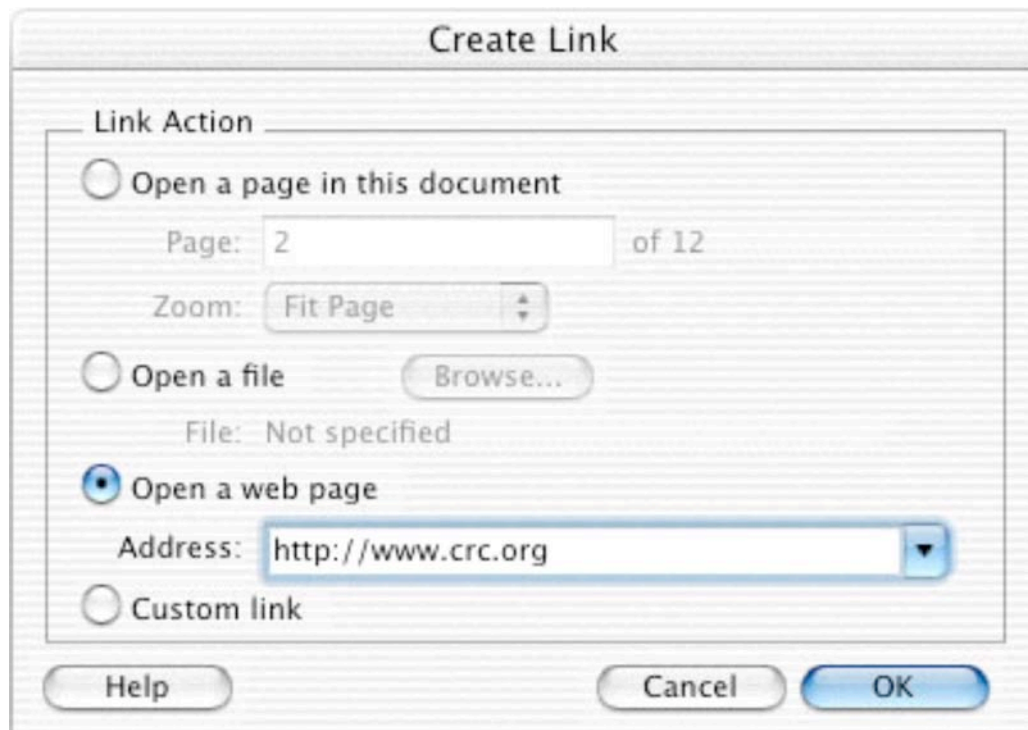 Create Link
Link Action
Open a page in this document
Page: 2 of 12
Zoom: Fit Page
Open a file Browse...
File: Not specified
Open a web page
Address: http://www.crc.org
Custom link
Help Cancel OK